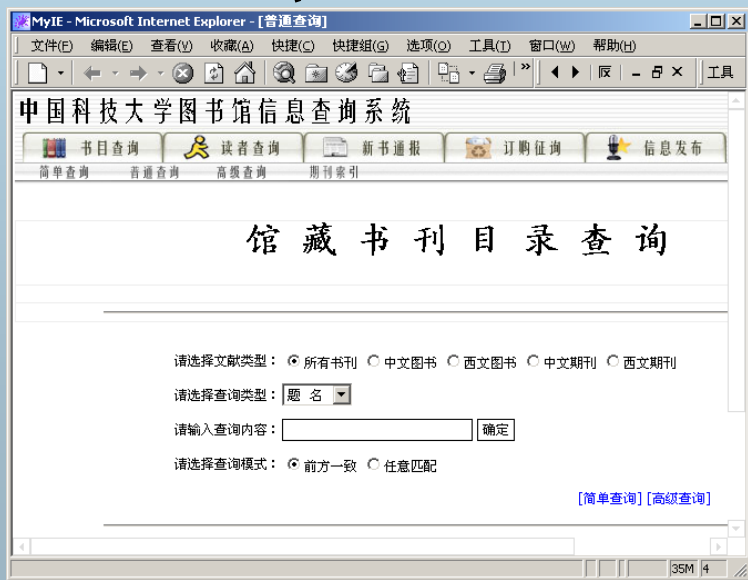 MyIE - Microsoft Internet Explorer - [普通查询]
文件(F) 编辑(E) 查看(V) 收藏(A) 快捷(C) 快捷组(G) 选项(O) 工具(T) 窗口(W) 帮助(H)
» 反 工具
中国科技大学图书馆信息查询系统
书目查询 读者查询 新书通报 订购征询 信息发布
简单查询 普通查询 高级查询 期刊索引
馆藏书刊目录查询
请选择文献类型： 所有书刊 中文图书 西文图书 中文期刊 西文期刊
请选择查询类型： 题 名
请输入查询内容： 确定
请选择查询模式： 前方一致 任意匹配
[简单查询] [高级查询]
35M 4